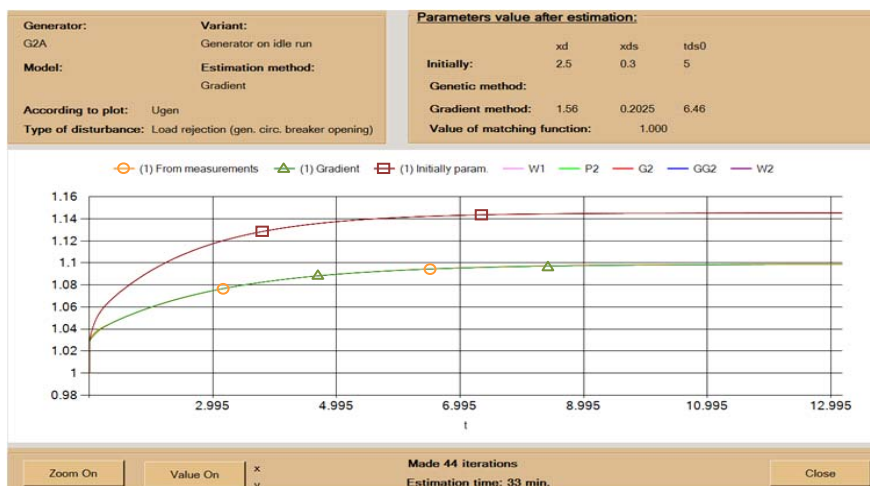 Generator: Variant:
G2A Generator on idle run
Model: Estimation method:
Gradient
According to plot: Ugen
Type of disturbance: Load rejection (gen. circ. breaker opening)
Parameters value after estimation:
xd xds tds0
Initially: 2.5 0.3 5
Genetic method:
Gradient method: 1.56 0.2025 6.46
Value of matching function: 1.000
(1) From measurements (1) Gradient (1) Initially param. W1 P2 G2 GG2 W2
1.16
1.14
1.12
1.1
1.08
1.06
1.04
1.02
1
0.98
2.995 4.995 6.995 8.995 10.995 12.995
t
Zoom On Value On x Made 44 iterations Close
Estimation time: 33 min.